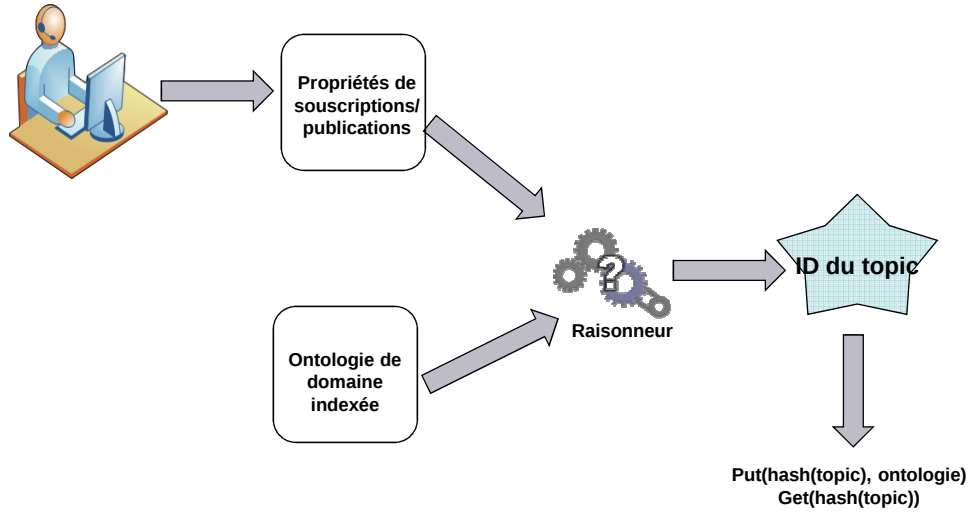 Propriétés de
souscriptions/
publications
ID du topic
?
Raisonneur
Ontologie de
domaine
indexée
Put(hash(topic), ontologie)
Get(hash(topic))